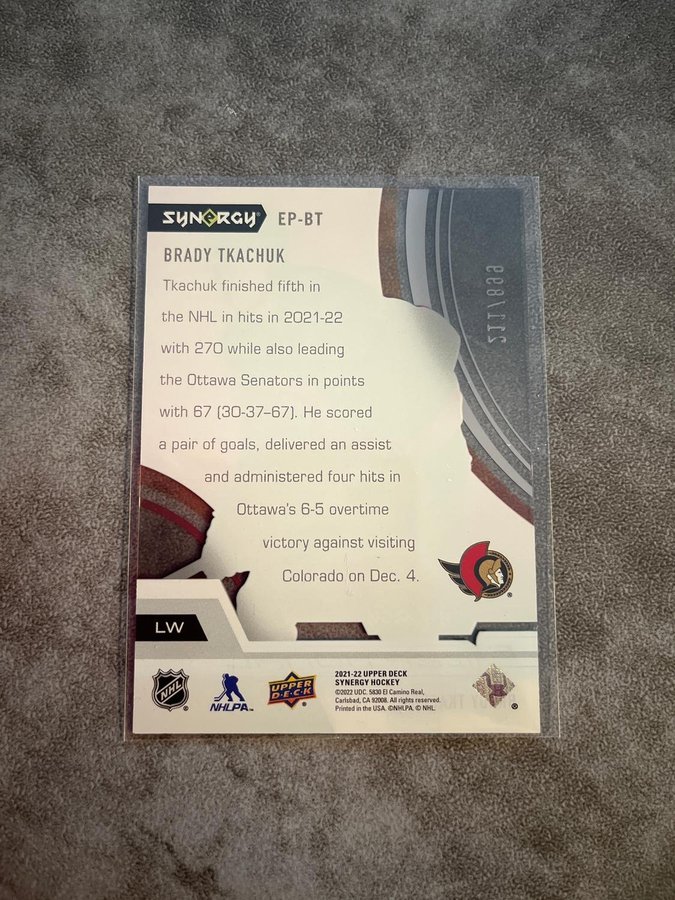 SYNERGY® EP-BT
BRADY TKACHUK
Tkachuk finished fifth in
the NHL in hits in 2021-22
with 270 while also leading
the Ottawa Senators in points
with 67 (30-37–67). He scored
a pair of goals, delivered an assist
and administered four hits in
Ottawa's 6-5 overtime
victory against visiting
Colorado on Dec. 4.
LW
NHL ®
NHLPA™
UPPER
DECK ®
2021-22 UPPER DECK
SYNERGY HOCKEY
©2022 UDC. 5830 El Camino Real,
Carlsbad, CA 92008. All rights reserved.
Printed in the USA. ©NHLPA. © NHL.
®